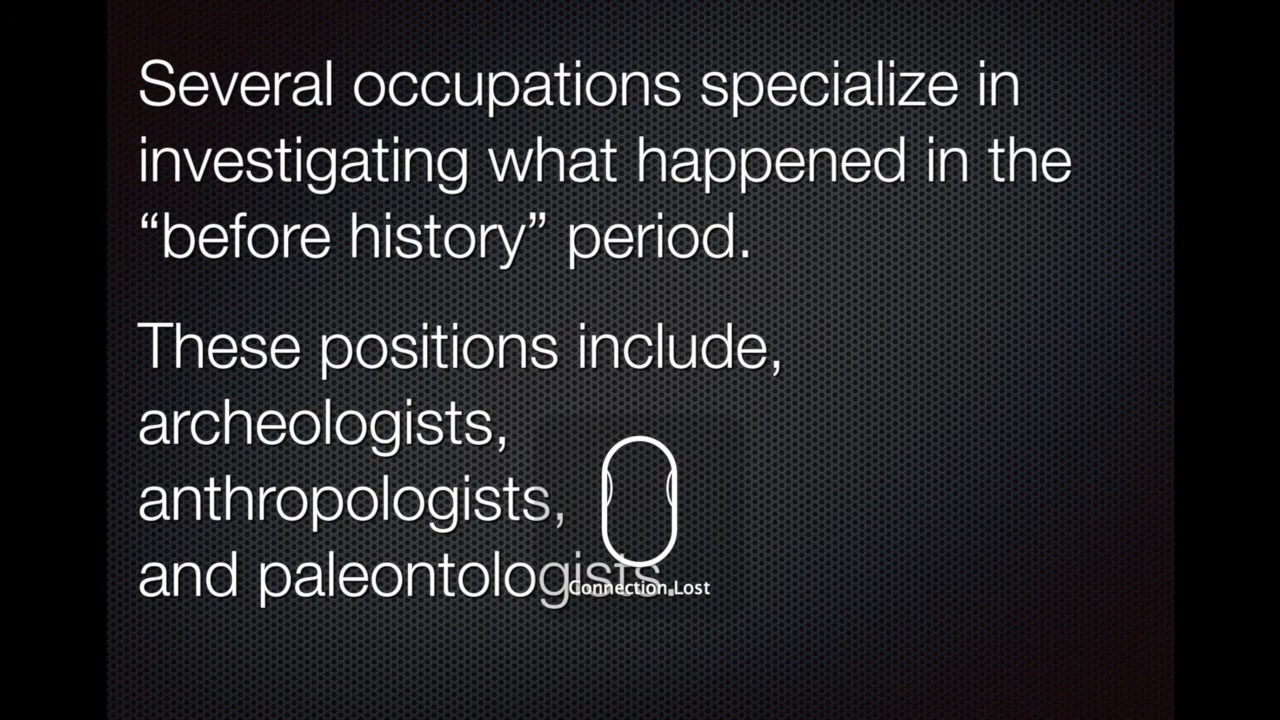 Several occupations specialize in
investigating what happened in the
“before history” period.
These positions include,
archeologists,
anthropologists,
and paleontologists.
Connection Lost